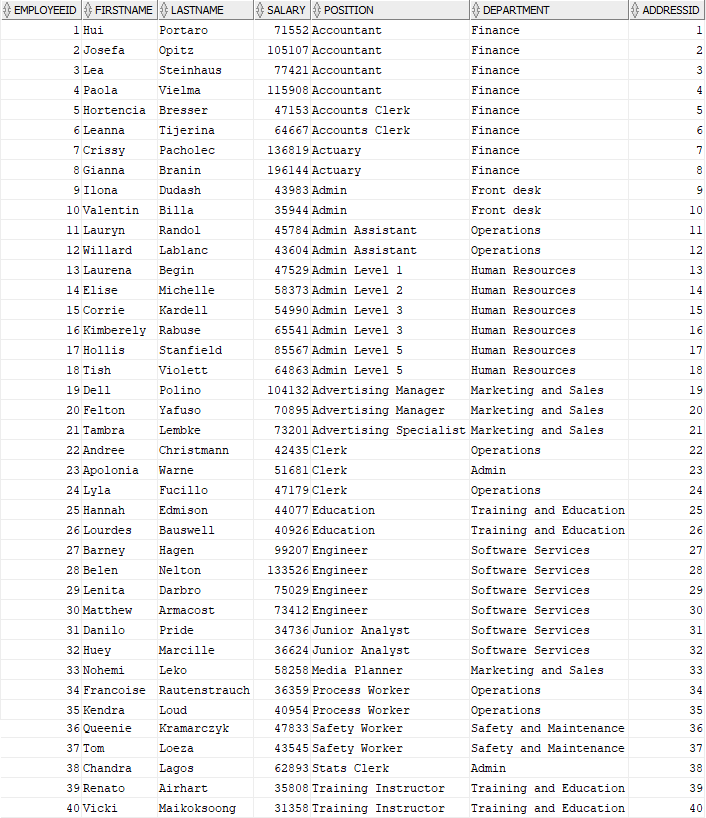 EMPLOYEEID FIRSTNAME LASTNAME SALARY POSITION DEPARTMENT ADDRESSID
1 Hui Portaro 71552 Accountant Finance 1
2 Josefa Opitz 105107 Accountant Finance 2
3 Lea Steinhaus 77421 Accountant Finance 3
4 Paola Vielma 115908 Accountant Finance 4
5 Hortencia Bresser 47153 Accounts Clerk Finance 5
6 Leanna Tijerina 64667 Accounts Clerk Finance 6
7 Crissy Pacholec 136819 Actuary Finance 7
8 Gianna Branin 196144 Actuary Finance 8
9 Ilona Dudash 43983 Admin Front desk 9
10 Valentin Billa 35944 Admin Front desk 10
11 Lauryn Randol 45784 Admin Assistant Operations 11
12 Willard Lablanc 43604 Admin Assistant Operations 12
13 Laurena Begin 47529 Admin Level 1 Human Resources 13
14 Elise Michelle 58373 Admin Level 2 Human Resources 14
15 Corrie Kardell 54990 Admin Level 3 Human Resources 15
16 Kimberely Rabuse 65541 Admin Level 3 Human Resources 16
17 Hollis Stanfield 85567 Admin Level 5 Human Resources 17
18 Tish Violett 64863 Admin Level 5 Human Resources 18
19 Dell Polino 104132 Advertising Manager Marketing and Sales 19
20 Felton Yafuso 70895 Advertising Manager Marketing and Sales 20
21 Tambra Lembke 73201 Advertising Specialist Marketing and Sales 21
22 Andree Christmann 42435 Clerk Operations 22
23 Apolonia Warne 51681 Clerk Admin 23
24 Lyla Fucillo 47179 Clerk Operations 24
25 Hannah Edmison 44077 Education Training and Education 25
26 Lourdes Bauswell 40926 Education Training and Education 26
27 Barney Hagen 99207 Engineer Software Services 27
28 Belen Nelton 133526 Engineer Software Services 28
29 Lenita Darbro 75029 Engineer Software Services 29
30 Matthew Armacost 73412 Engineer Software Services 30
31 Danilo Pride 34736 Junior Analyst Software Services 31
32 Huey Marcille 36624 Junior Analyst Software Services 32
33 Nohemi Leko 58258 Media Planner Marketing and Sales 33
34 Francoise Rautenstrauch 36359 Process Worker Operations 34
35 Kendra Loud 40954 Process Worker Operations 35
36 Queenie Kramarczyk 47833 Safety Worker Safety and Maintenance 36
37 Tom Loeza 43545 Safety Worker Safety and Maintenance 37
38 Chandra Lagos 62893 Stats Clerk Admin 38
39 Renato Airhart 35808 Training Instructor Training and Education 39
40 Vicki Maikoksoong 31358 Training Instructor Training and Education 40